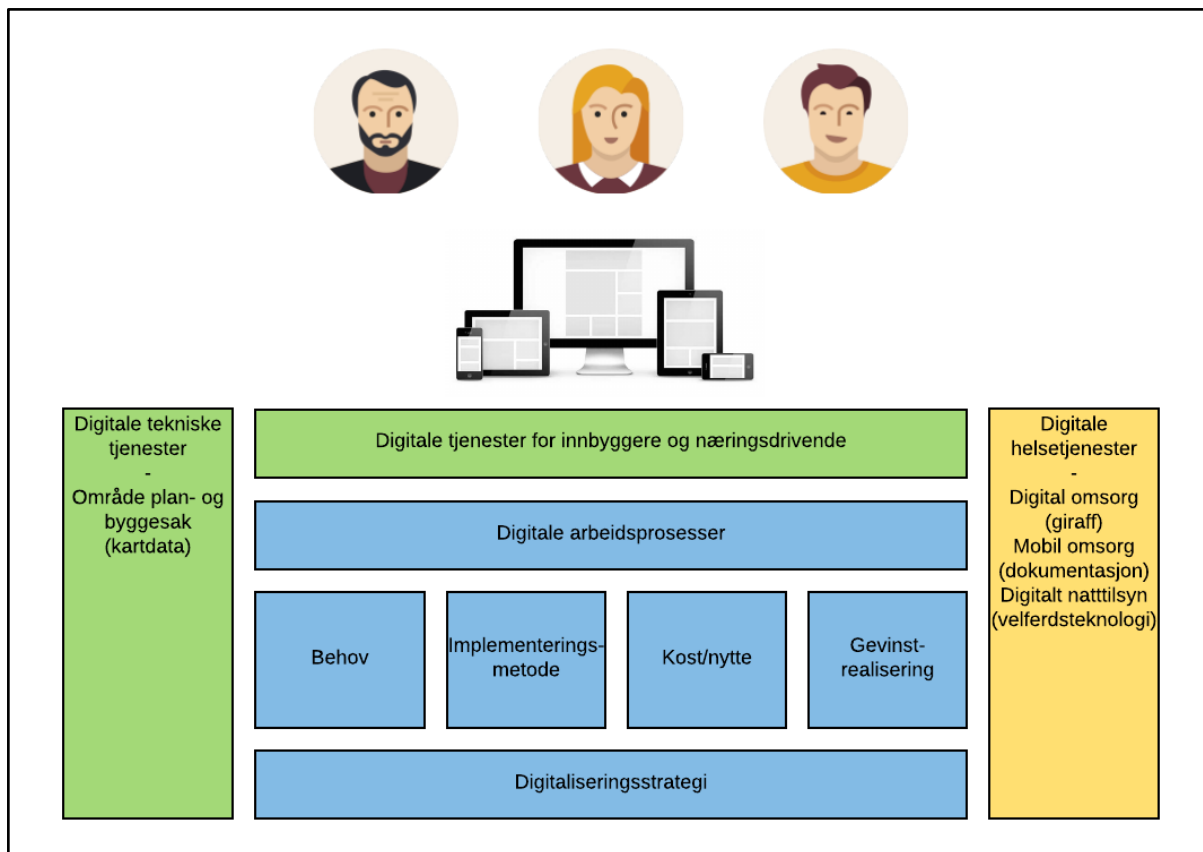 Digitale tekniske
tjenester
-
Område plan- og
byggesak
(kartdata)
Digitale tjenester for innbyggere og næringsdrivende
Digitale arbeidsprosesser
Behov
Implementerings-
metode
Kost/nytte
Gevinst-
realisering
Digitaliseringsstrategi
Digitale
helsetjenester
-
Digital omsorg
(giraff)
Mobil omsorg
(dokumentasjon)
Digitalt natttilsyn
(velferdsteknologi)